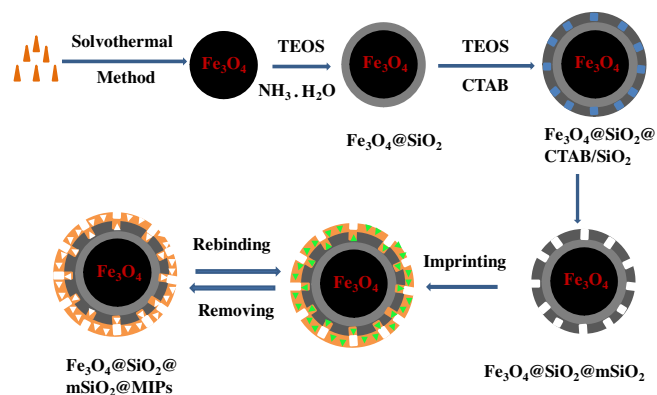 Solvothermal
Method
Fe₃O₄
TEOS
NH₃ . H₂O
Fe₃O₄
Fe₃O₄@SiO₂
TEOS
CTAB
Fe₃O₄
Fe₃O₄@SiO₂@
CTAB/SiO₂
Fe₃O₄
Rebinding
Removing
Fe₃O₄
Imprinting
Fe₃O₄
Fe₃O₄@SiO₂@
mSiO₂@MIPs
Fe₃O₄@SiO₂@mSiO₂